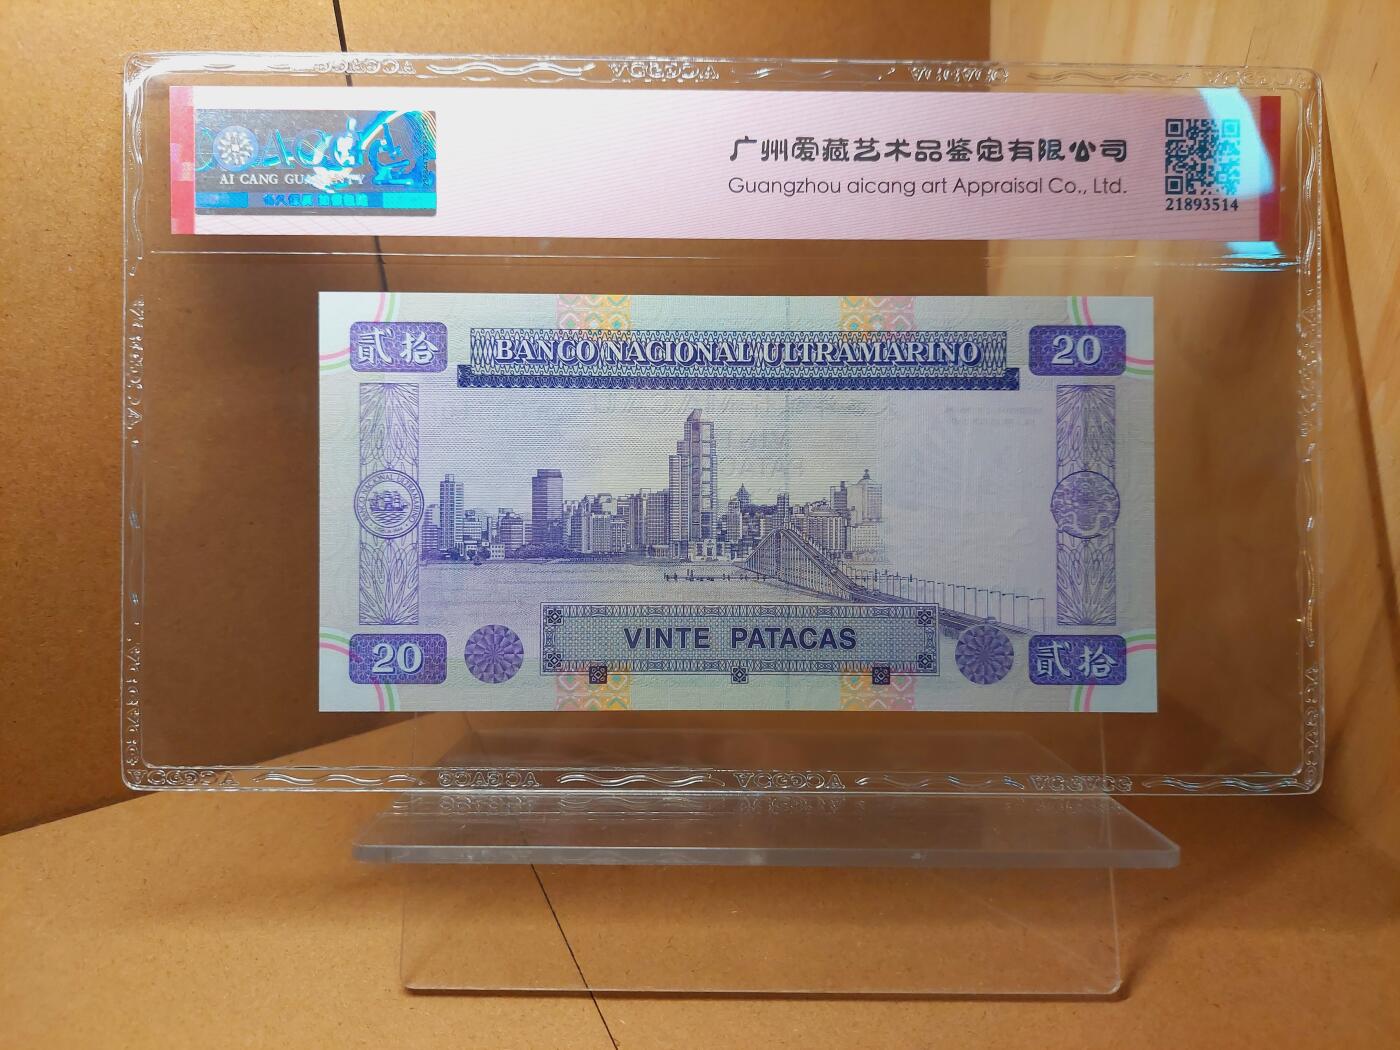 AI CANG GUARENTY
广州爱藏艺术品鉴定有限公司
Guangzhou aicang art Appraisal Co., Ltd.
21893514
貳拾
BANCO NACIONAL ULTRAMARINO
20
20
VINTE PATACAS
貳拾